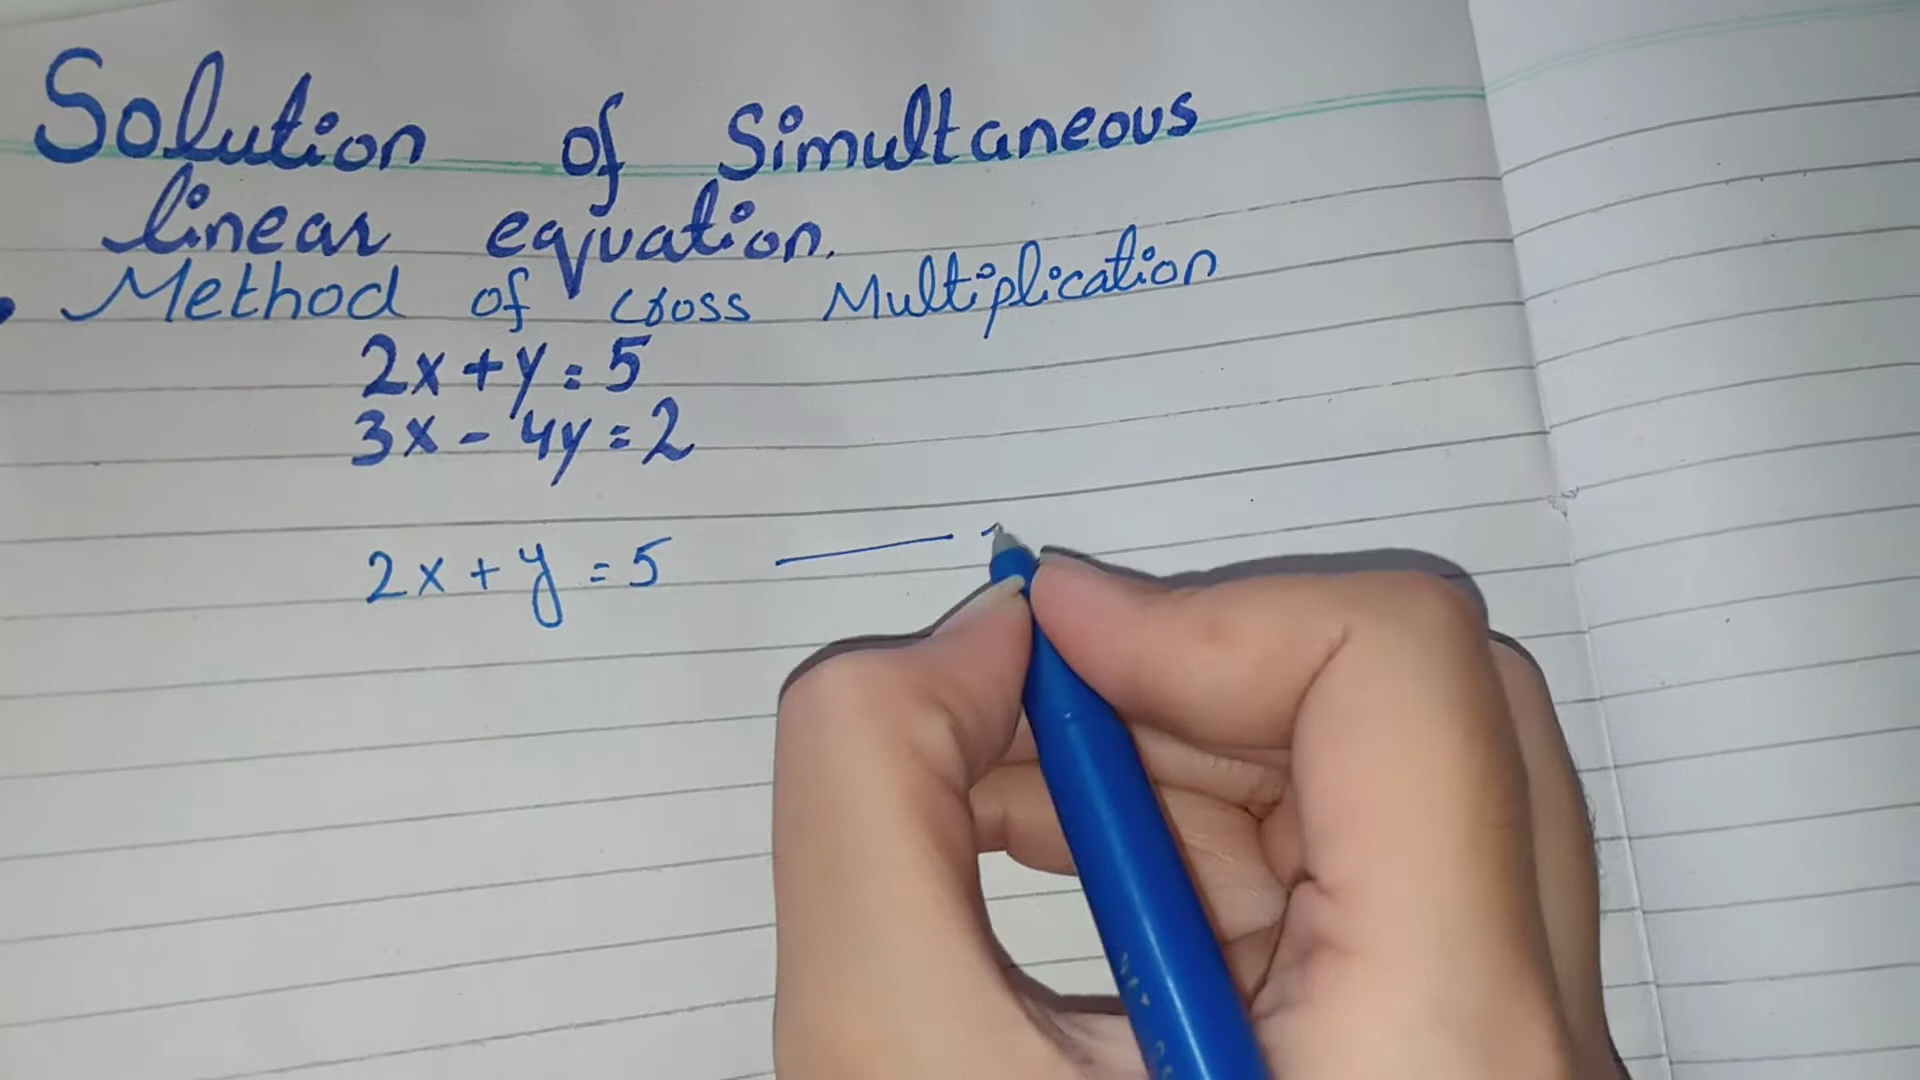 Solution of Simultaneous
linear equation.
• Method of cross Multiplication
2x + y = 5
3x - 4y = 2
2x + y = 5